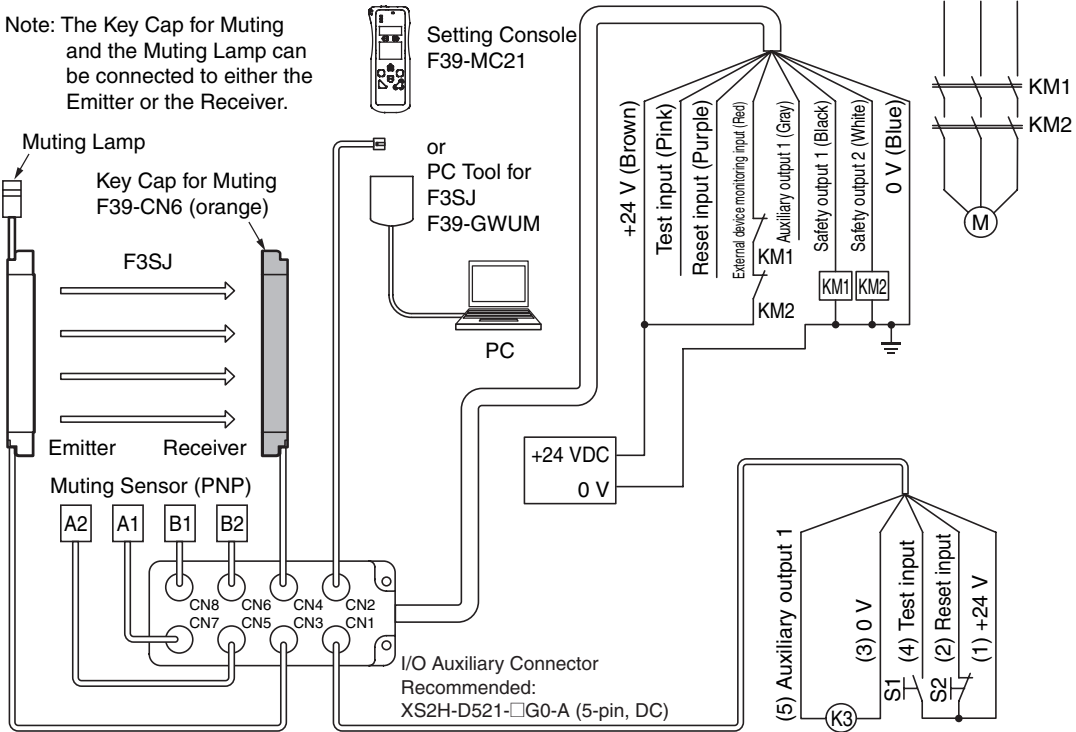 Note: The Key Cap for Muting
and the Muting Lamp can
be connected to either the
Emitter or the Receiver.
Setting Console
F39-MC21
or
PC Tool for
F3SJ
F39-GWUM
PC
Muting Lamp
Key Cap for Muting
F39-CN6 (orange)
F3SJ
Emitter
Receiver
Muting Sensor (PNP)
A2
A1
B1
B2
CN8
CN6
CN4
CN2
CN7
CN5
CN3
CN1
I/O Auxiliary Connector
Recommended:
XS2H-D521-□G0-A (5-pin, DC)
+24 V (Brown)
Test input (Pink)
Reset input (Purple)
External device monitoring input (Red)
Auxiliary output 1 (Gray)
Safety output 1 (Black)
Safety output 2 (White)
0 V (Blue)
KM1
KM2
KM1
KM2
KM1
KM2
M
+24 VDC
0 V
(5) Auxiliary output 1
(3) 0 V
(4) Test input
(2) Reset input
(1) +24 V
S1
S2
K3